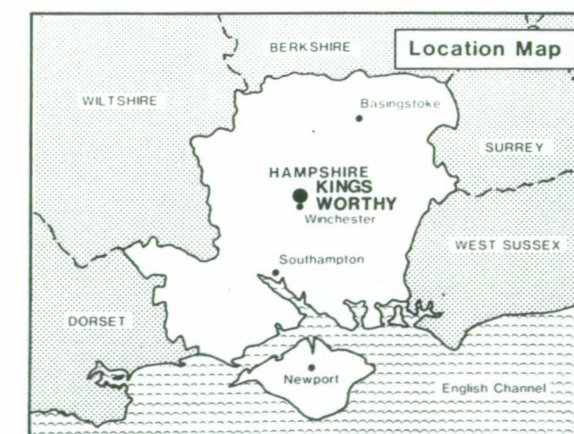 BERKSHIRE
Location Map
WILTSHIRE
Basingstoke
SURREY
HAMPSHIRE
KINGS
WORTHY
Winchester
WEST SUSSEX
Southampton
DORSET
Newport
English Channel